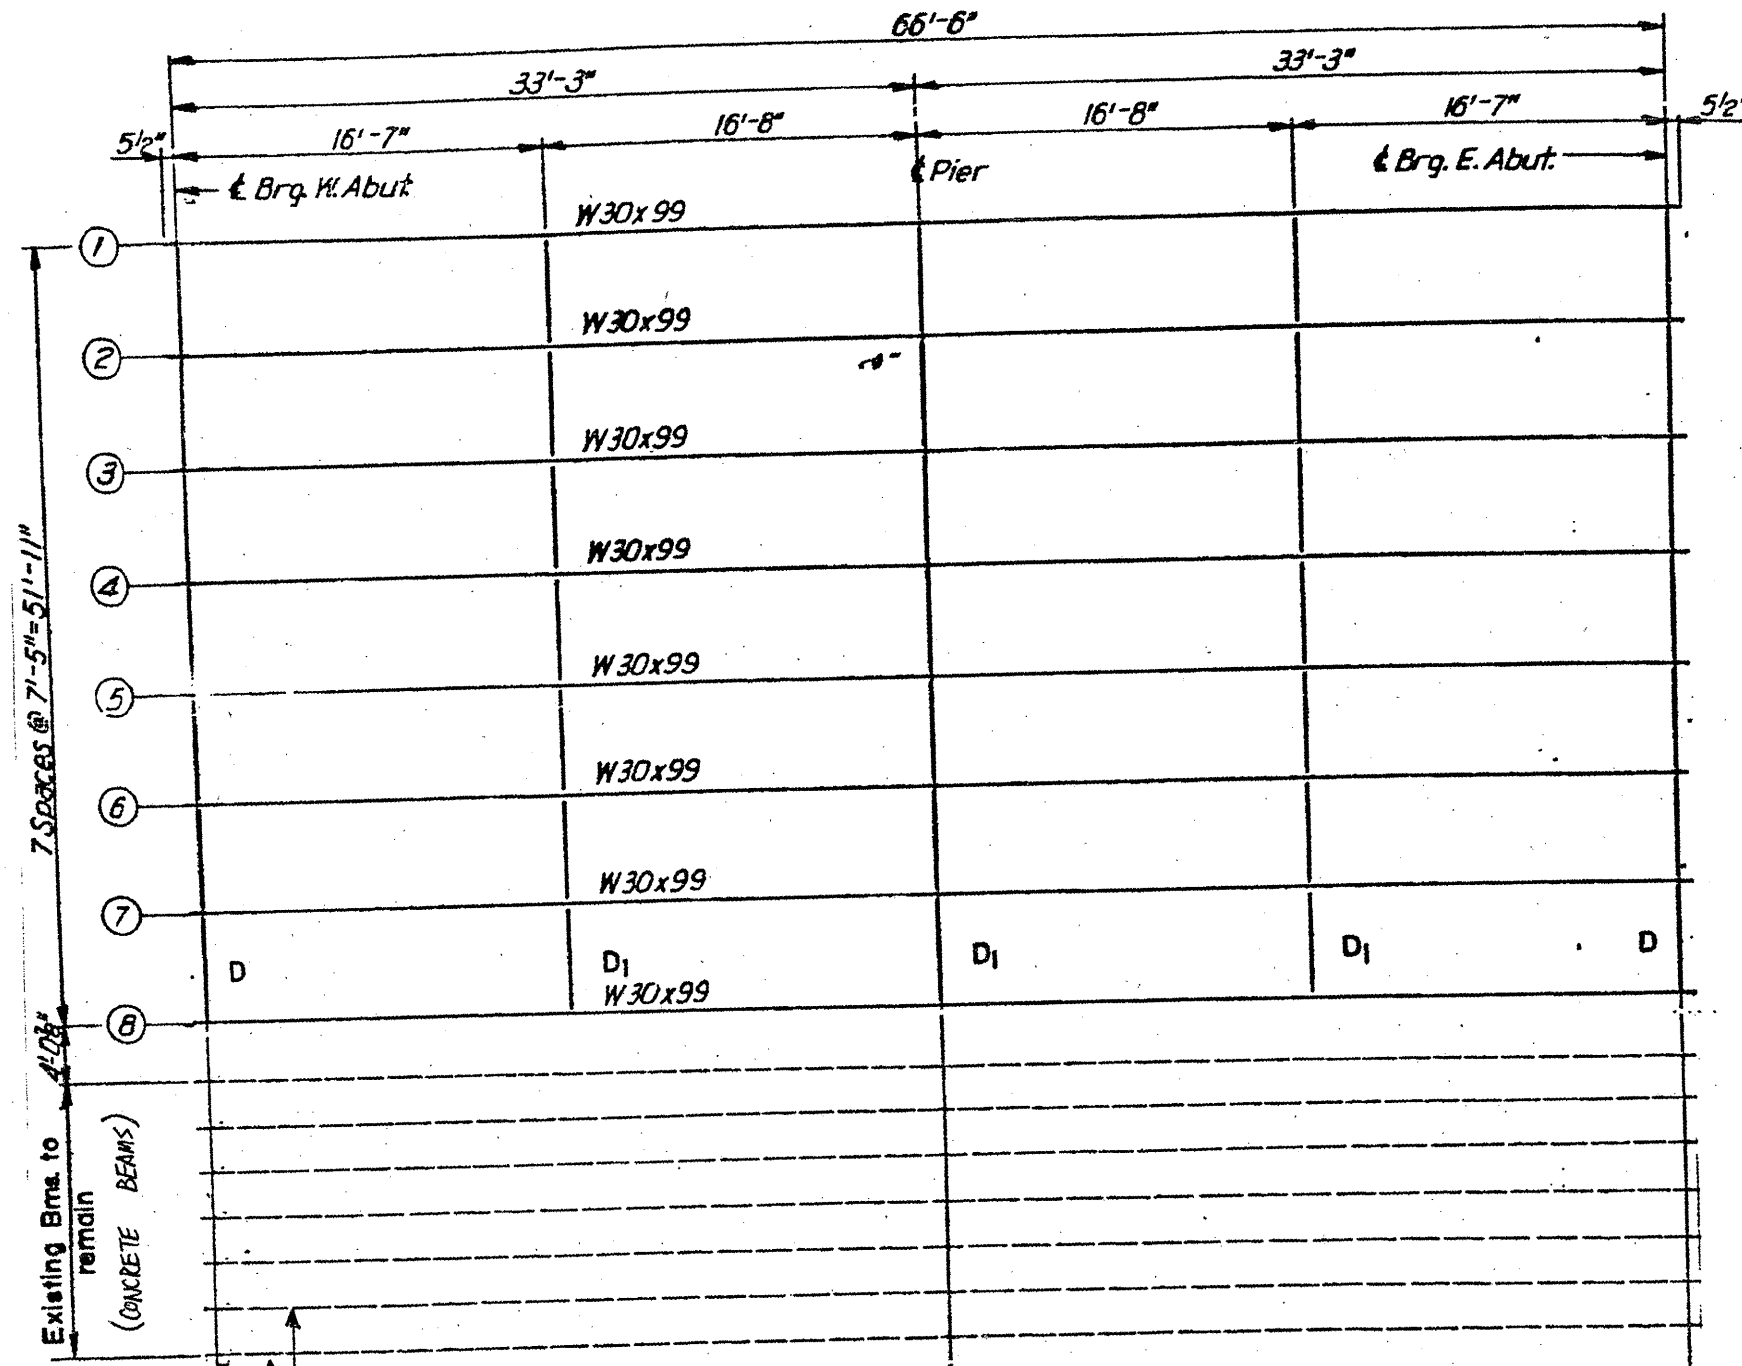 66'-6"
33'-3" 33'-3"
5½" 16'-7" 16'-8" 16'-8" 16'-7" 5½"
℄ Brg. W. Abut. ℄ Pier ℄ Brg. E. Abut.
① W30x99
② W30x99
③ W30x99
④ W30x99
⑤ W30x99
⑥ W30x99
⑦ W30x99
D D1 D1 D1 D
W30x99
⑧
7 Spaces @ 7'-5"=51'-11"
Existing Bms. to
remain
(CONCRETE BEAMS)